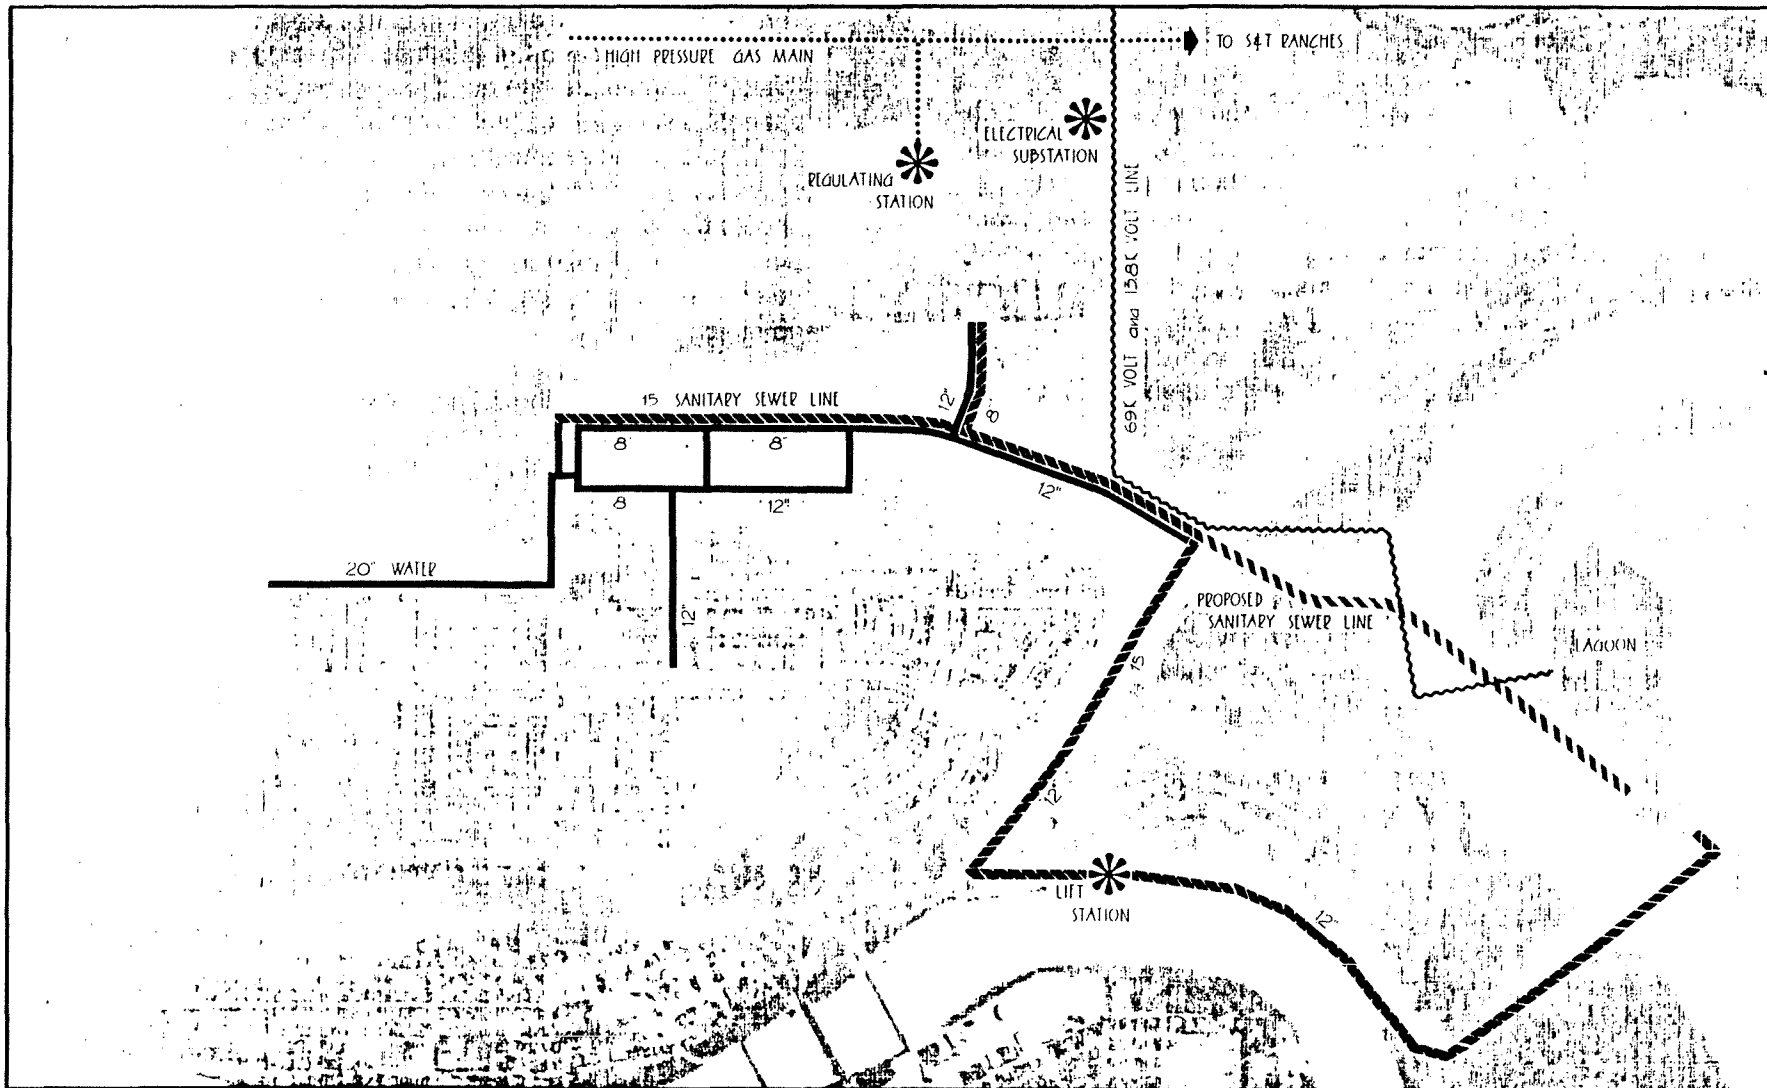 HIGH PRESSURE GAS MAIN
TO S&T RANCHES
ELECTRICAL
SUBSTATION
REGULATING
STATION
69K VOLT and 13.8K VOLT LINE
15 SANITARY SEWER LINE
12"
8"
8
8"
8
12"
12"
20" WATER
12"
PROPOSED
SANITARY SEWER LINE
LAGOON
15
12"
LIFT
STATION
12"